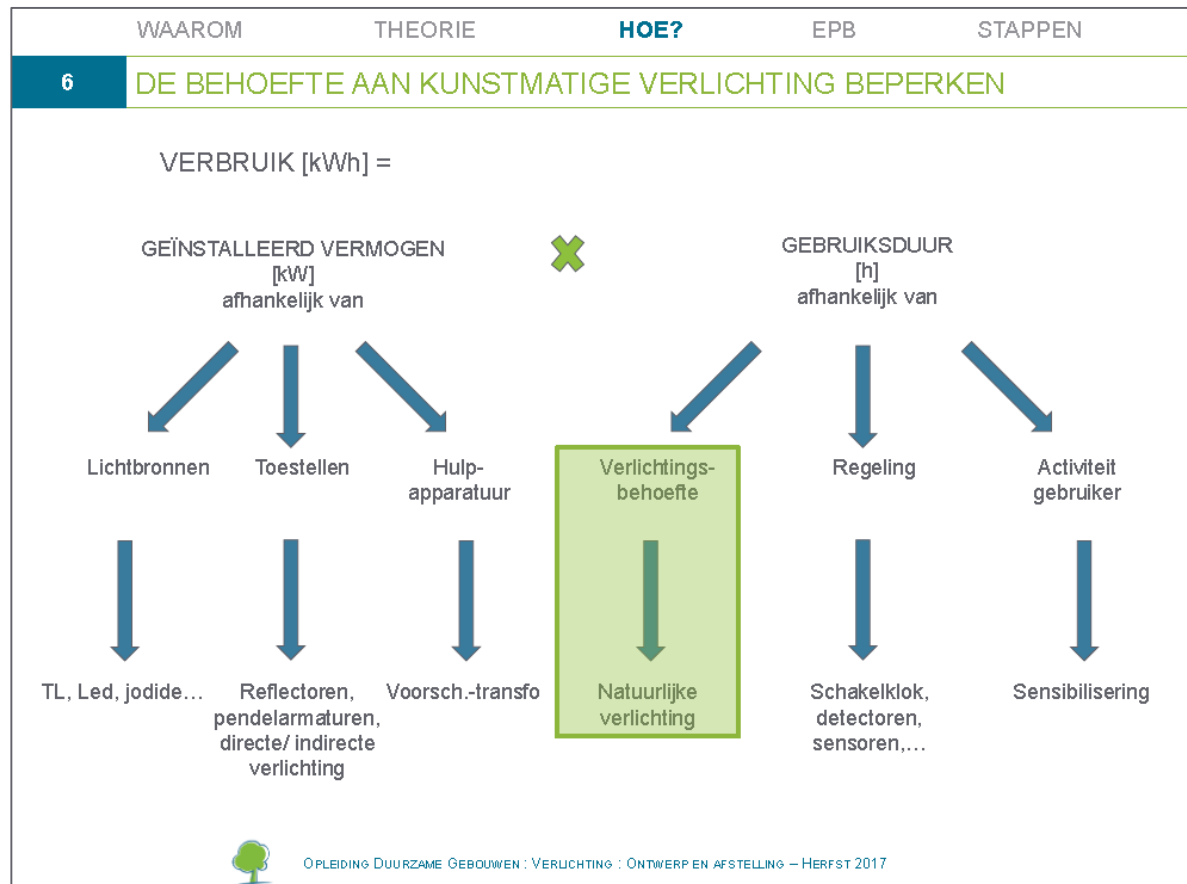 WAAROM THEORIE HOE? EPB STAPPEN
6 DE BEHOEFTE AAN KUNSTMATIGE VERLICHTING BEPERKEN
VERBRUIK [kWh] =
GEÏNSTALLEERD VERMOGEN
[kW]
afhankelijk van
GEBRUIKSDUUR
[h]
afhankelijk van
Lichtbronnen
Toestellen
Hulp-
apparatuur
Verlichtings-
behoefte
Regeling
Activiteit
gebruiker
TL, Led, jodide…
Reflectoren,
pendelarmaturen,
directe/ indirecte
verlichting
Voorsch.-transfo
Natuurlijke
verlichting
Schakelklok,
detectoren,
sensoren,…
Sensibilisering
OPLEIDING DUURZAME GEBOUWEN : VERLICHTING : ONTWERP EN AFSTELLING – HERFST 2017